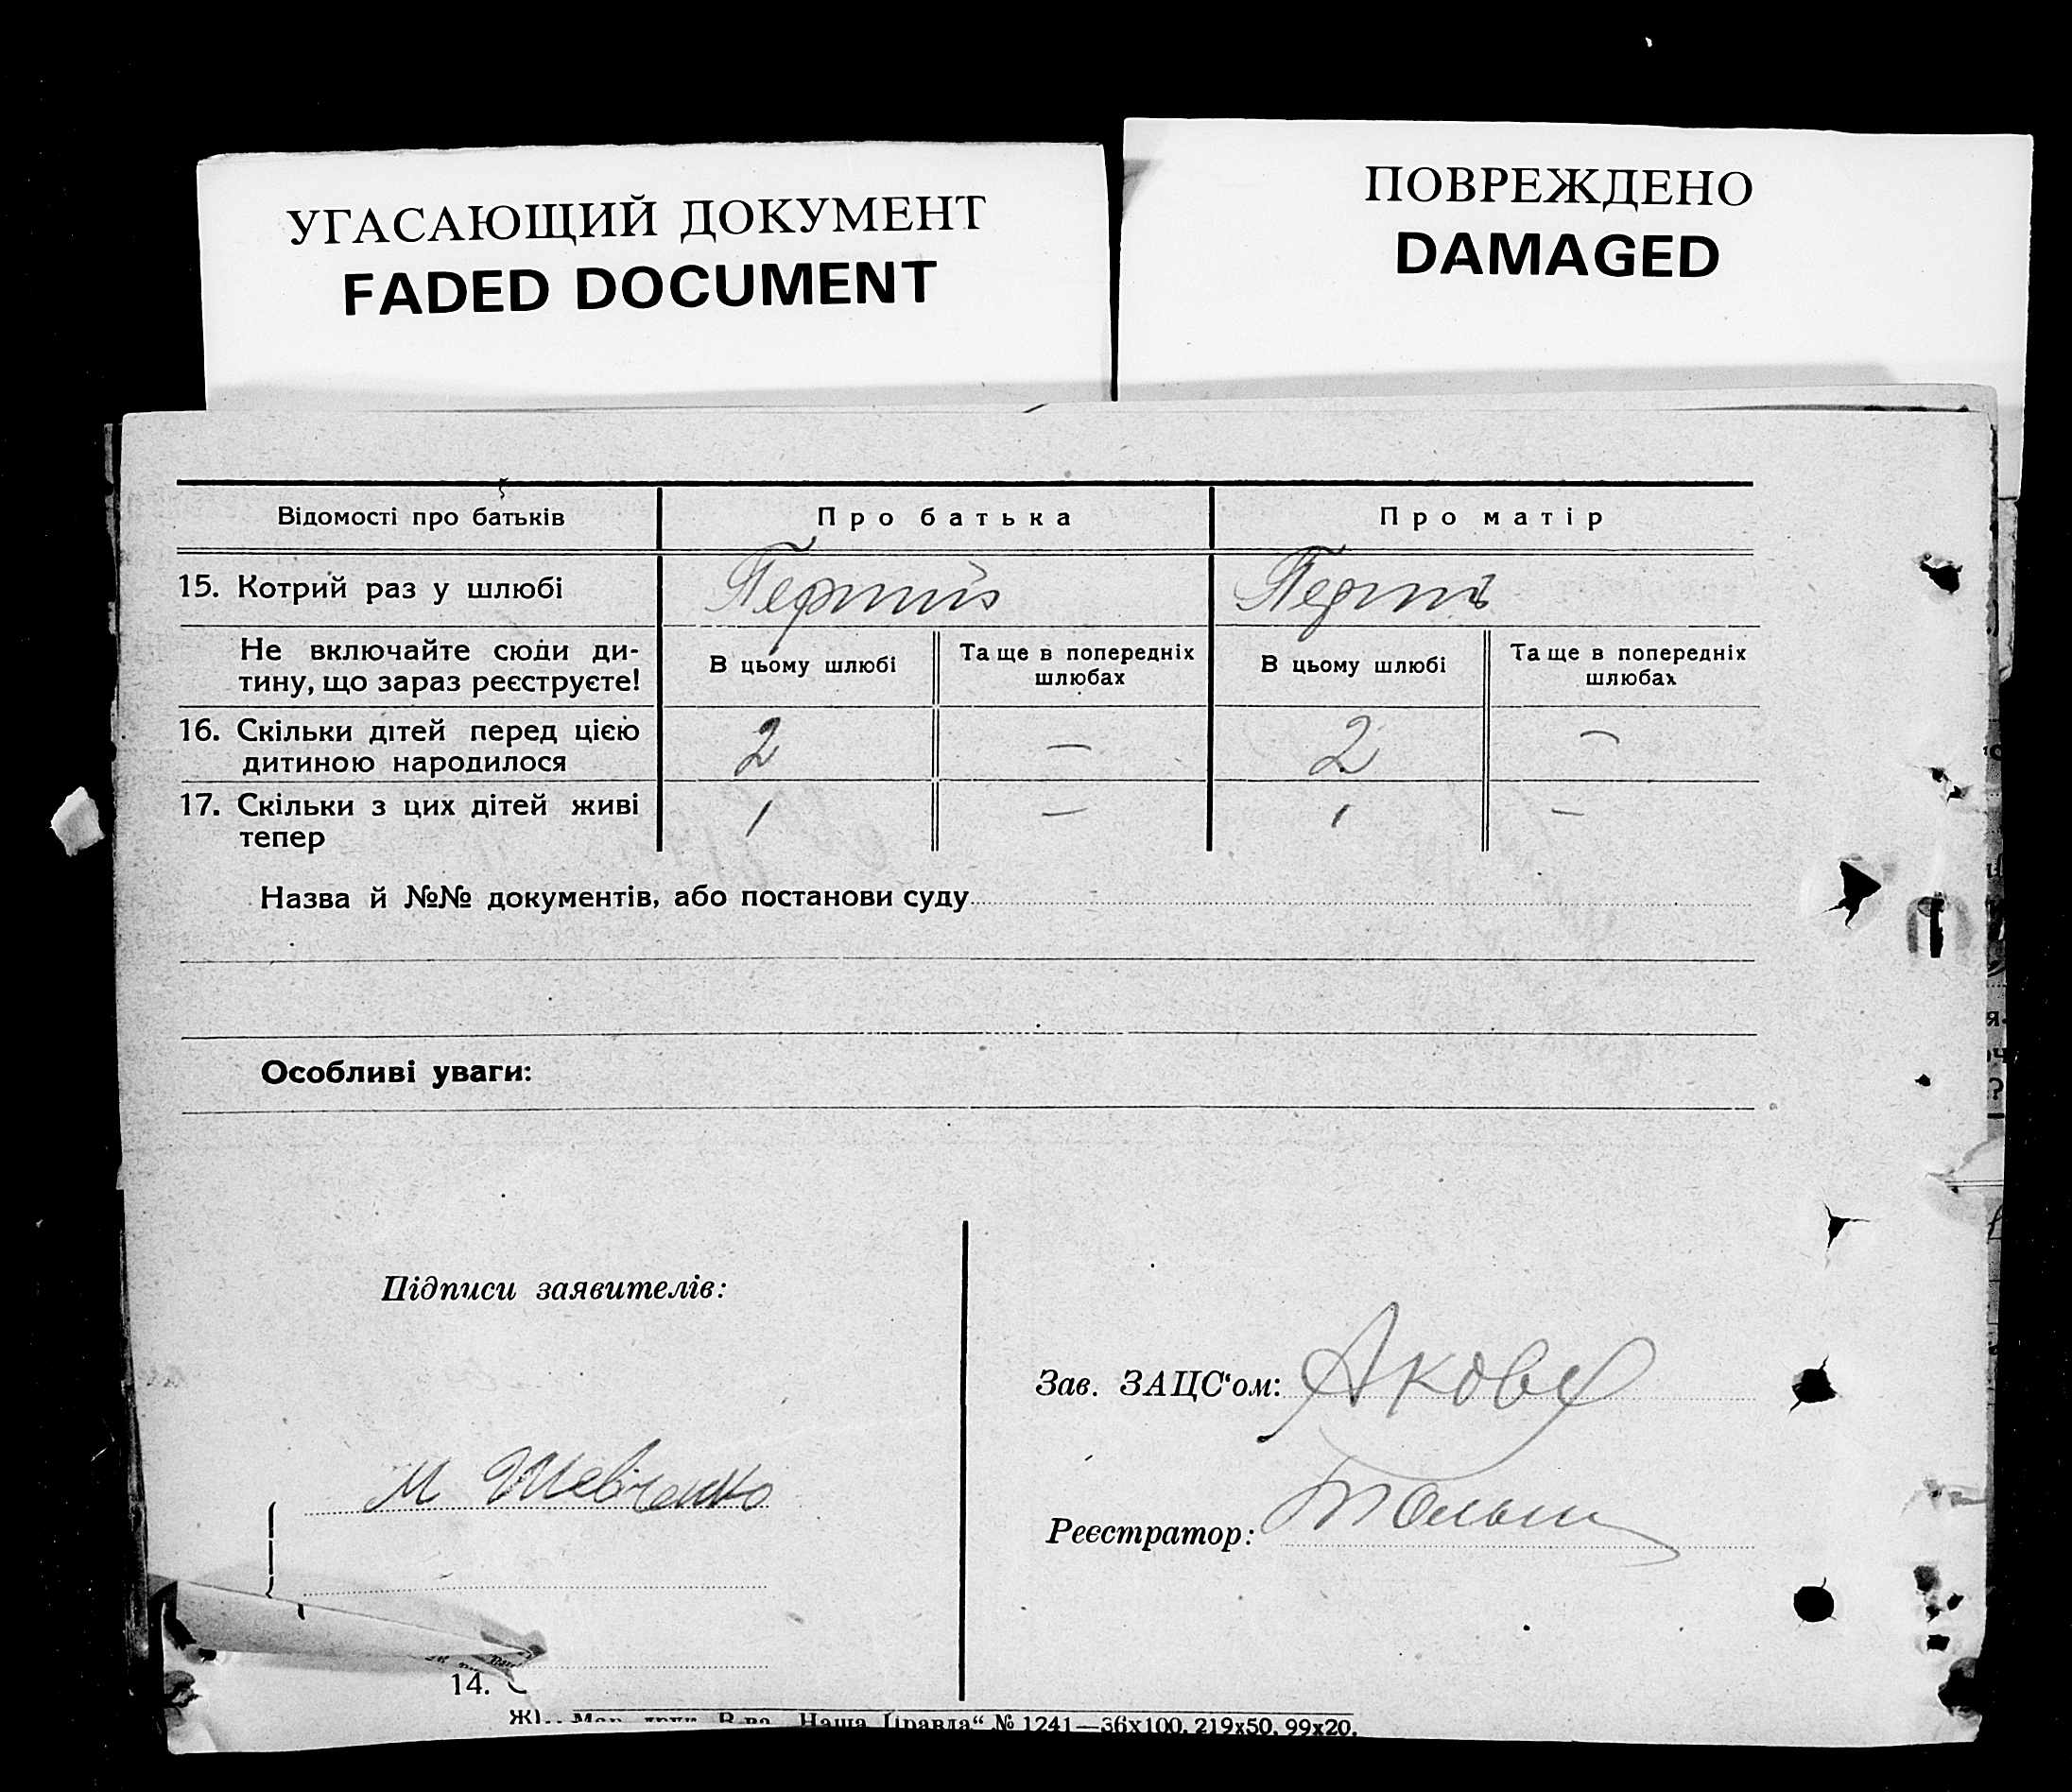 УГАСАЮЩИЙ ДОКУМЕНТ
FADED DOCUMENT
ПОВРЕЖДЕНО
DAMAGED
Відомості про батьків
Про батька
Про матір
15. Котрий раз у шлюбі
Перший
Перш
Не включайте сюди ди-
тину, що зараз реєструєте!
В цьому шлюбі
Та ще в попередніх
шлюбах
В цьому шлюбі
Та ще в попередніх
шлюбах
16. Скільки дітей перед цією
дитиною народилося
2
—
2
—
17. Скільки з цих дітей живі
тепер
1
—
1
—
Назва й №№ документів, або постанови суду
Особливі уваги:
Підписи заявителів:
М Шевченко
Зав. ЗАЦС'ом:
Реєстратор:
14.
В-ва „Наша Правда“ № 1241—36х100, 219х50, 99х20.